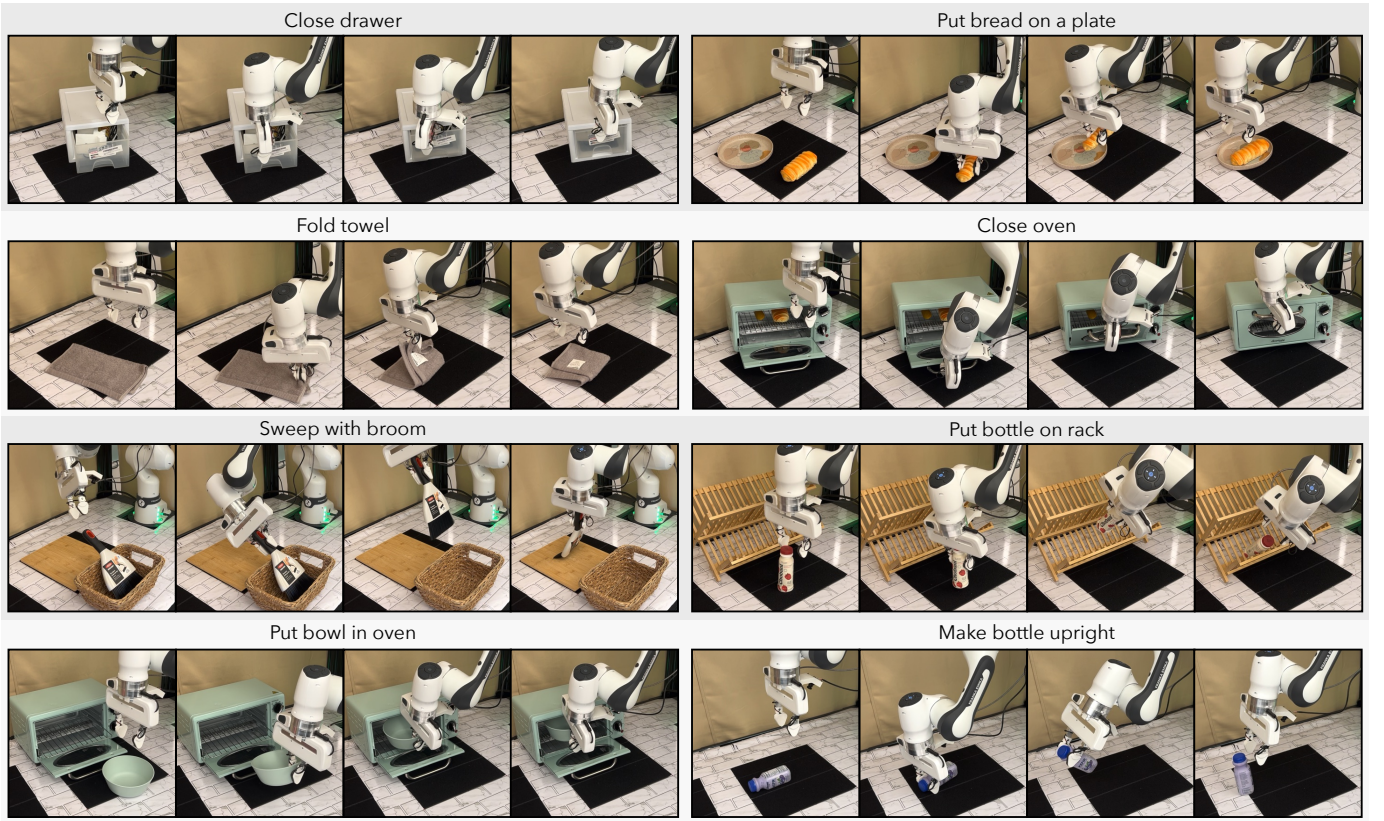 Close drawer
Put bread on a plate
Fold towel
Close oven
Sweep with broom
Put bottle on rack
Put bowl in oven
Make bottle upright